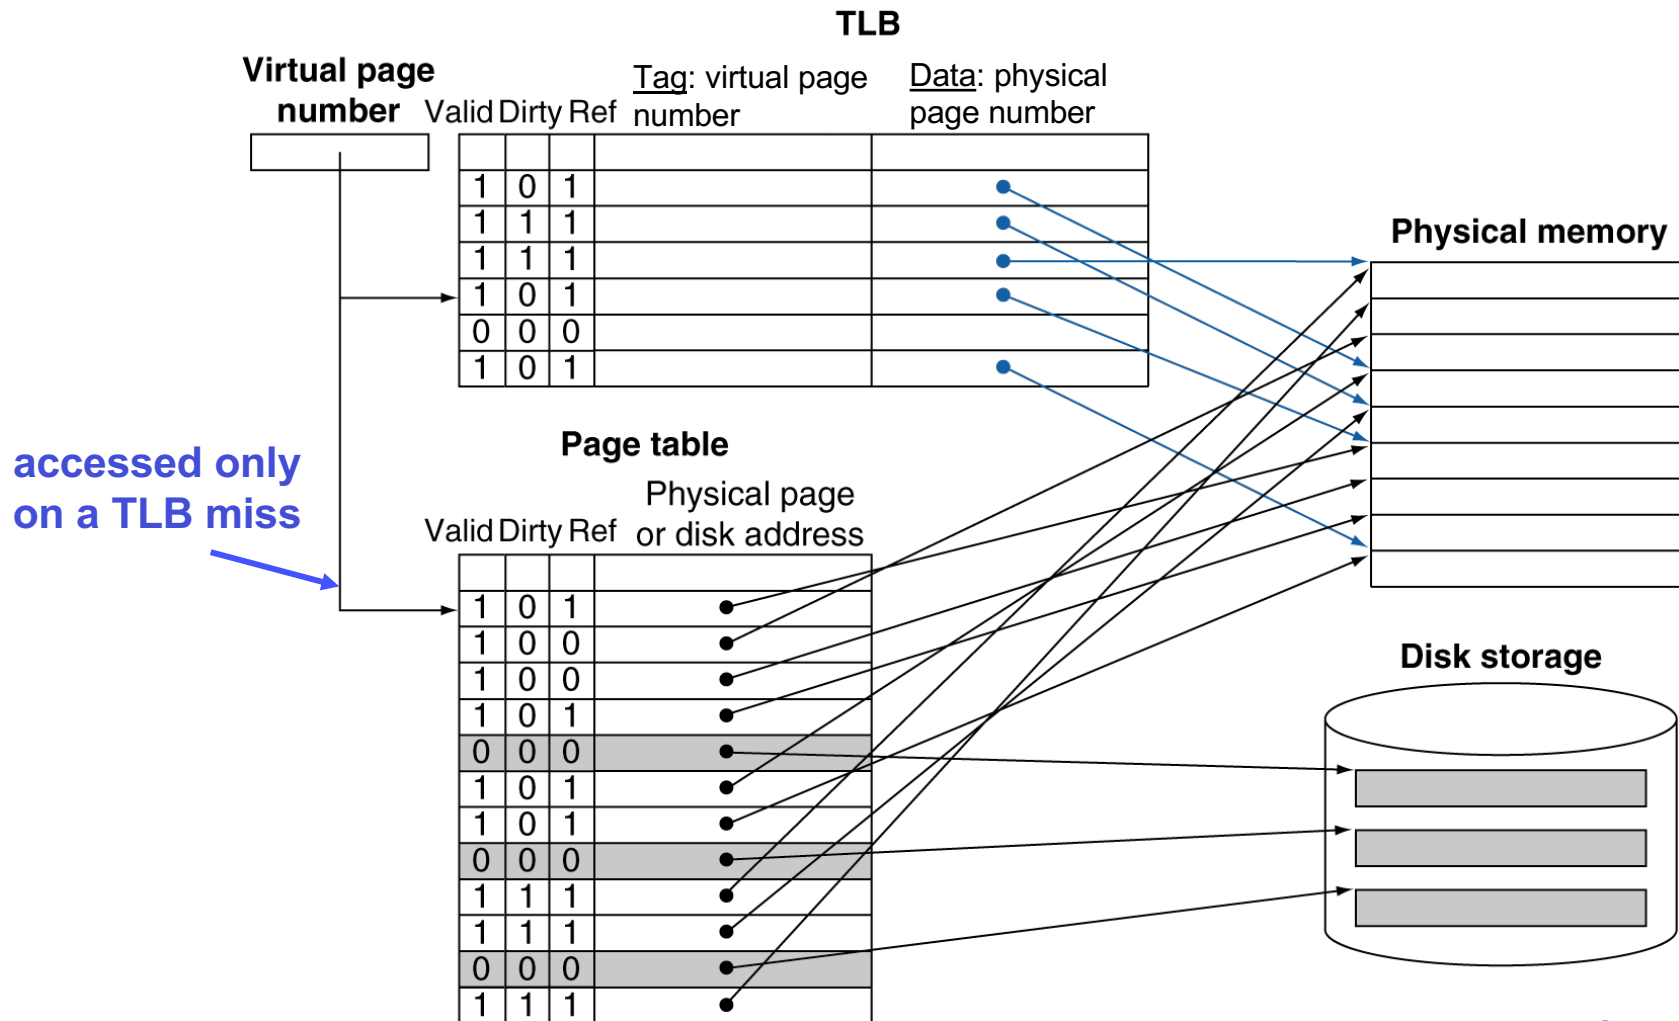 TLB
Virtual page
number
Valid Dirty Ref
Tag: virtual page
number
Data: physical
page number
1 0 1
1 1 1
1 1 1
1 0 1
0 0 0
1 0 1
Physical memory
accessed only
on a TLB miss
Page table
Valid Dirty Ref
Physical page
or disk address
1 0 1
1 0 0
1 0 0
1 0 1
0 0 0
1 0 1
1 0 1
0 0 0
1 1 1
1 1 1
0 0 0
1 1 1
Disk storage